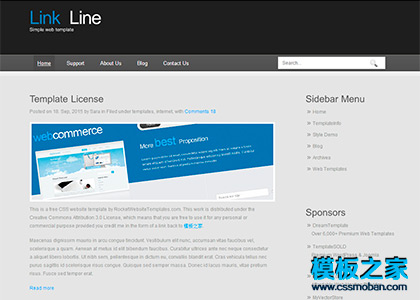 Link Line
Simple web template
Home Support About Us Blog Contact Us Search...
Template License
Posted on 18. Sep, 2015 by Sara in Filed under templates, internet, with Comments 18
webcommerce
More best Proposition
This is a free CSS website template by RocketWebsiteTemplates.com. This work is distributed under the
Creative Commons Attribution 3.0 License, which means that you are free to use it for any personal or
commercial purpose provided you credit me in the form of a link back to 模板之家.
Maecenas dignissim mauris in arcu congue tincidunt. Vestibulum elit nunc, accumsan vitae faucibus vel,
scelerisque a quam. Aenean at metus id elit bibendum faucibus. Curabitur ultrices ante nec neque consectetur
a aliquet libero lobortis. Ut nibh sem, pellentesque in dictum eu, convallis blandit erat. Cras vehicula tellus nec
purus sagittis id scelerisque risus congue. Quisque sed semper massa. Donec id lacus mauris, vitae pretium
risus. Fusce sed tempor erat.
Read more
Sidebar Menu
Home
TemplateInfo
Style Demo
Blog
Archives
Web Templates
Sponsors
DreamTemplate
Over 6,000+ Premium Web Templates
TemplateSOLD
模板之家
www.cssmoban.com
MyVectorStore